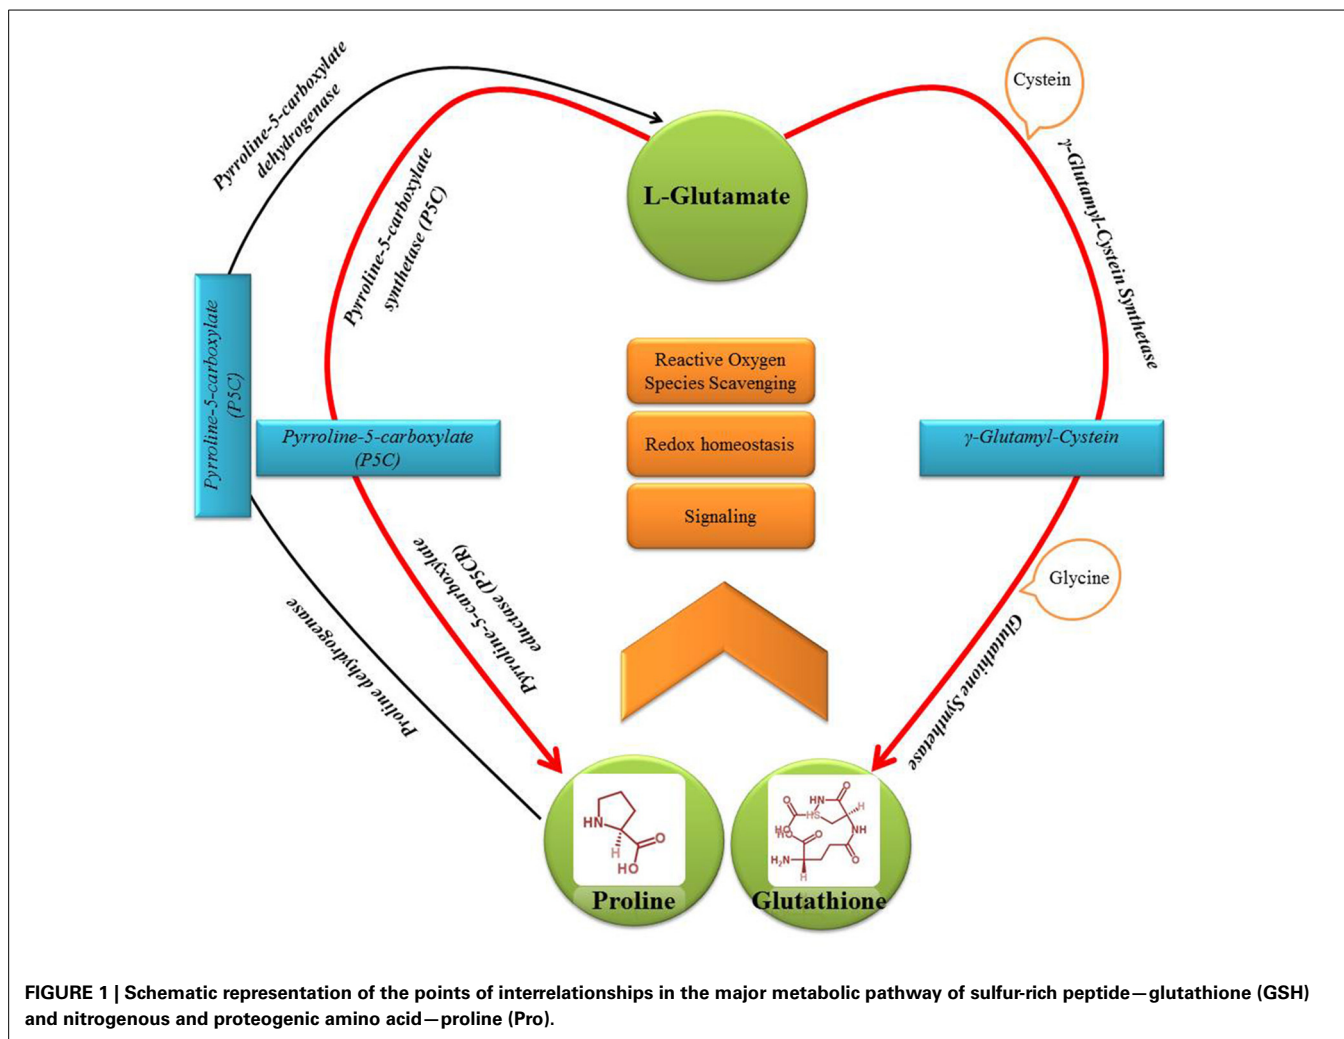 Pyrroline-5-carboxylate
dehydrogenase
Pyrroline-5-carboxylate
synthetase (P5C)
L-Glutamate
Cystein
γ-Glutamyl-Cystein Synthetase
Pyrroline-5-carboxylate
(P5C)
Pyrroline-5-carboxylate
(P5C)
Reactive Oxygen
Species Scavenging
Redox homeostasis
Signaling
γ-Glutamyl-Cystein
Proline dehydrogenase
Pyrroline-5-carboxylate
eductase (P5CR)
Glycine
Glutathione Synthetase
HN
H
O
HO
Proline
O
HN
O
HS
H
HO
HO
O
NH
H₂N
O
H
Glutathione
FIGURE 1 | Schematic representation of the points of interrelationships in the major metabolic pathway of sulfur-rich peptide—glutathione (GSH)
and nitrogenous and proteogenic amino acid—proline (Pro).